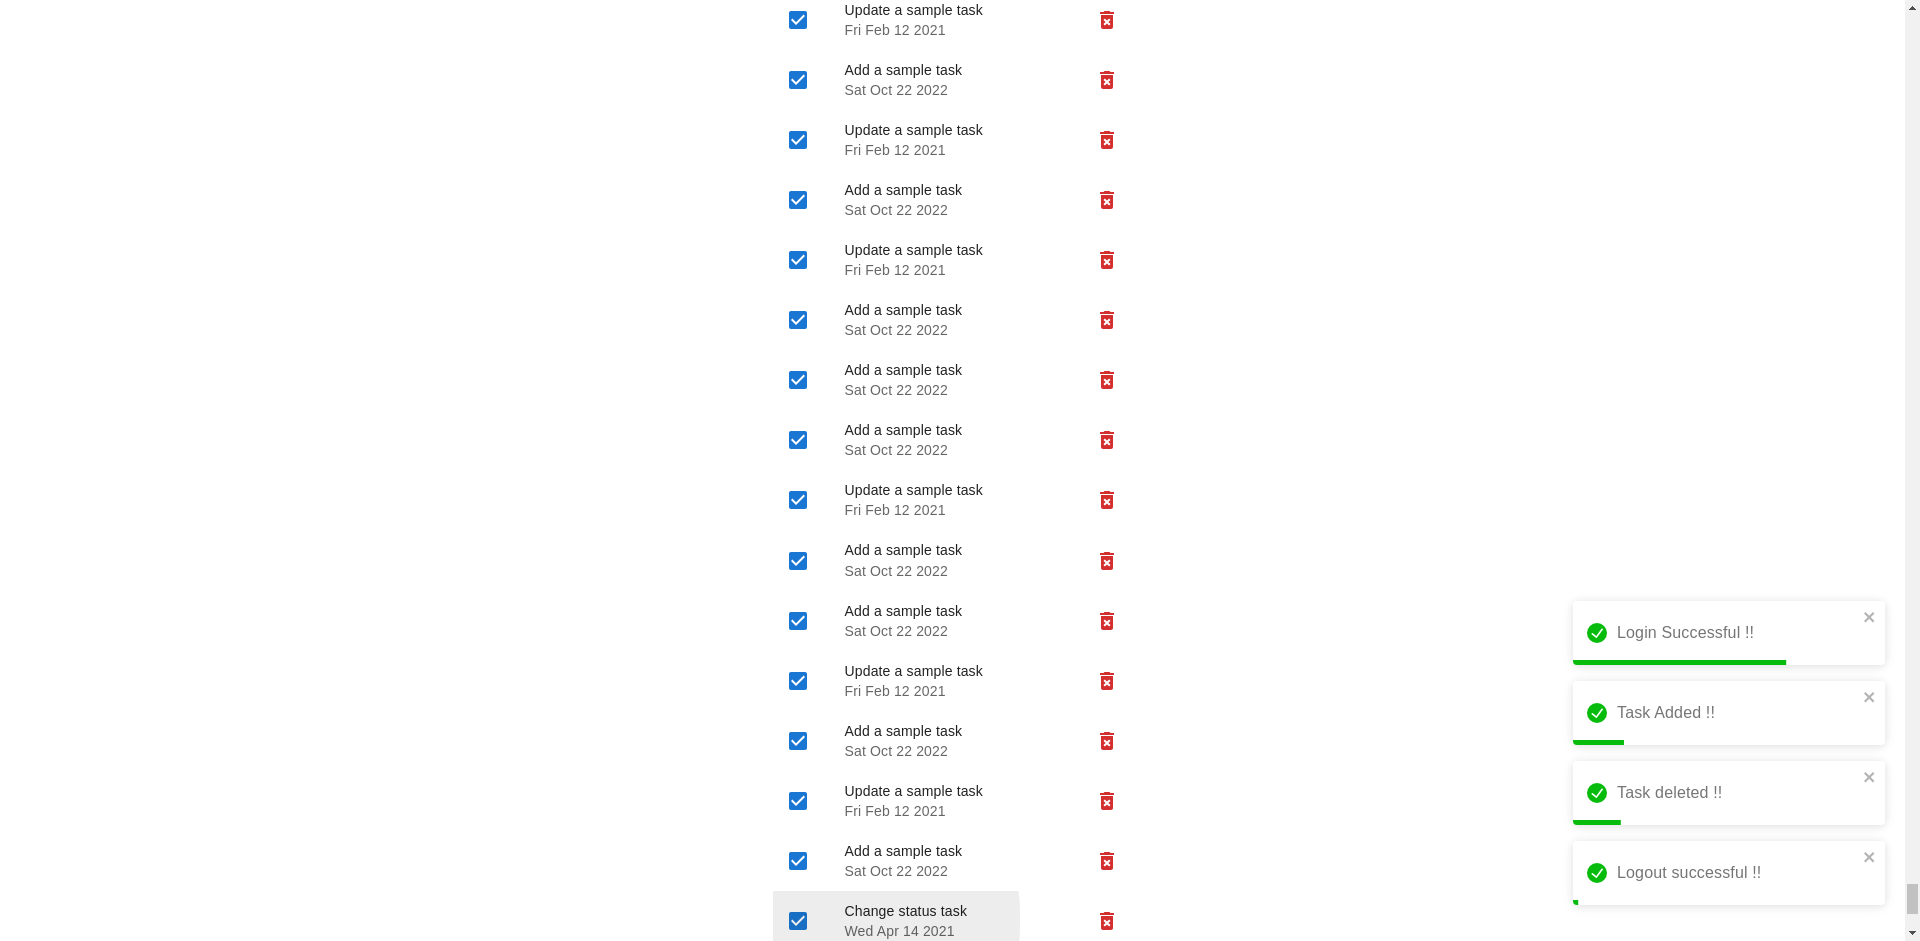 Update a sample task
Fri Feb 12 2021
Add a sample task
Sat Oct 22 2022
Update a sample task
Fri Feb 12 2021
Add a sample task
Sat Oct 22 2022
Update a sample task
Fri Feb 12 2021
Add a sample task
Sat Oct 22 2022
Add a sample task
Sat Oct 22 2022
Add a sample task
Sat Oct 22 2022
Update a sample task
Fri Feb 12 2021
Add a sample task
Sat Oct 22 2022
Add a sample task
Sat Oct 22 2022
Update a sample task
Fri Feb 12 2021
Add a sample task
Sat Oct 22 2022
Update a sample task
Fri Feb 12 2021
Add a sample task
Sat Oct 22 2022
Change status task
Wed Apr 14 2021
Login Successful !!
Task Added !!
Task deleted !!
Logout successful !!